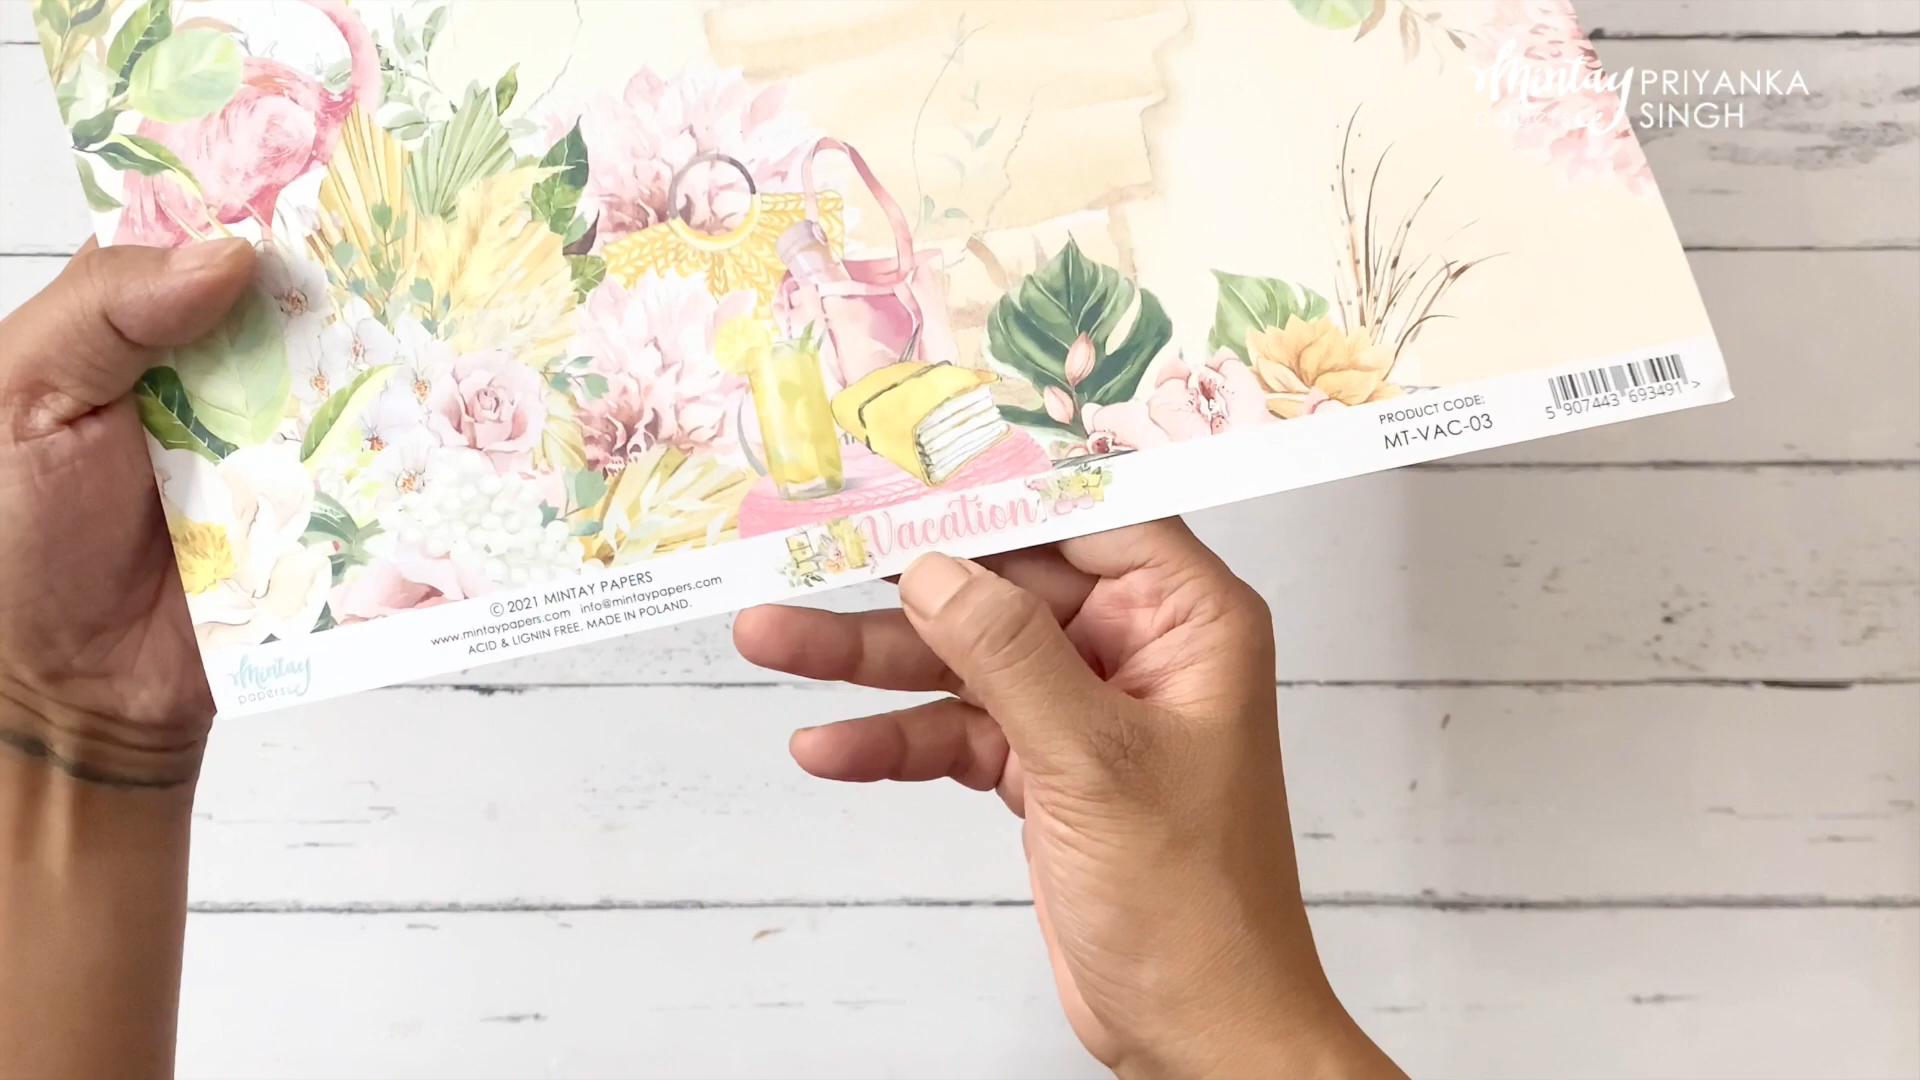 mintay PRIYANKA
papers SINGH
PRODUCT CODE:
MT-VAC-03
5 907443 693491 >
Vacation
© 2021 MINTAY PAPERS
www.mintaypapers.com info@mintaypapers.com
ACID & LIGNIN FREE. MADE IN POLAND.
mintay
papers